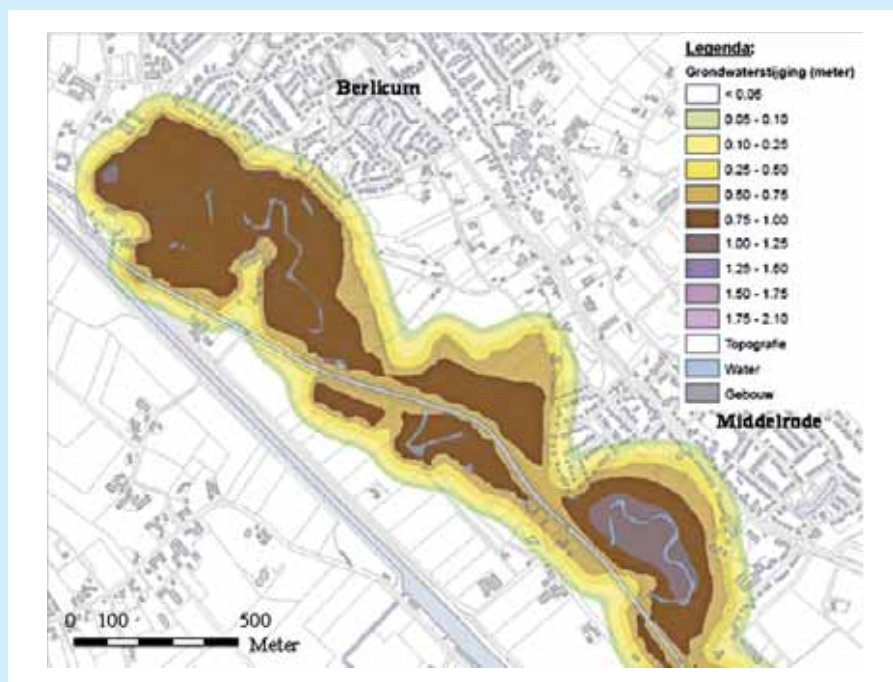 Berlicum
Legenda:
Grondwaterstijging (meter)
< 0.05
0.05 - 0.10
0.10 - 0.25
0.25 - 0.50
0.50 - 0.75
0.75 - 1.00
1.00 - 1.25
1.25 - 1.50
1.50 - 1.75
1.75 - 2.10
Topografie
Water
Gebouw
Middelrode
0 100 500
Meter